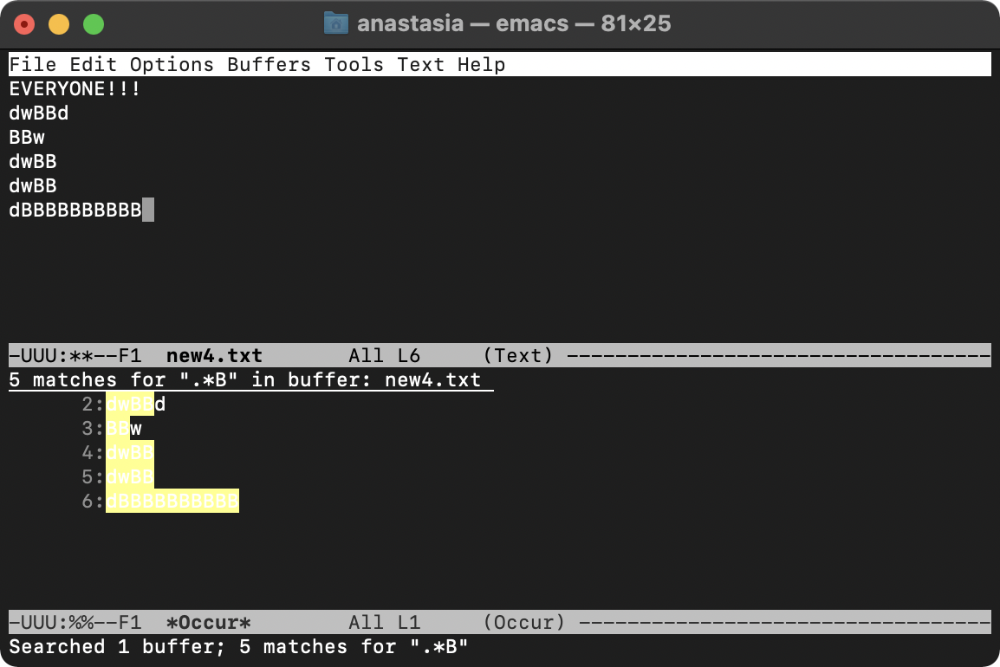 anastasia — emacs — 81×25
File Edit Options Buffers Tools Text Help
EVERYONE!!!
dwBBd
BBw
dwBB
dwBB
dBBBBBBBBBB
-UUU:**--F1  new4.txt       All L6     (Text) -----------------------------------
5 matches for ".*B" in buffer: new4.txt
2:dwBBd
3:BBw
4:dwBB
5:dwBB
6:dBBBBBBBBBB
-UUU:%%--F1  *Occur*        All L1     (Occur) ----------------------------------
Searched 1 buffer; 5 matches for ".*B"